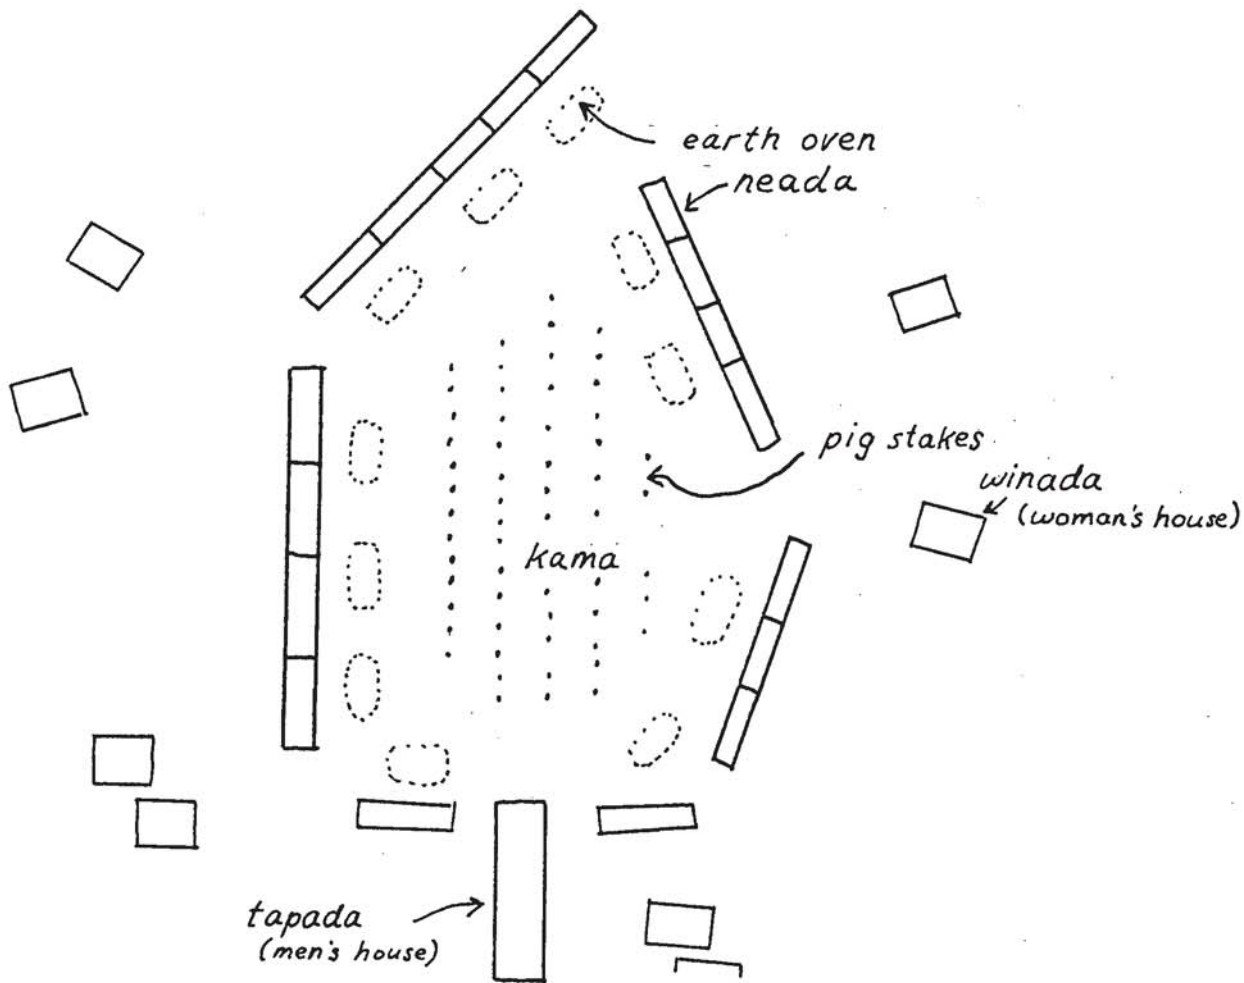 earth oven
neada
pig stakes
winada
(woman's house)
kama
tapada
(men's house)